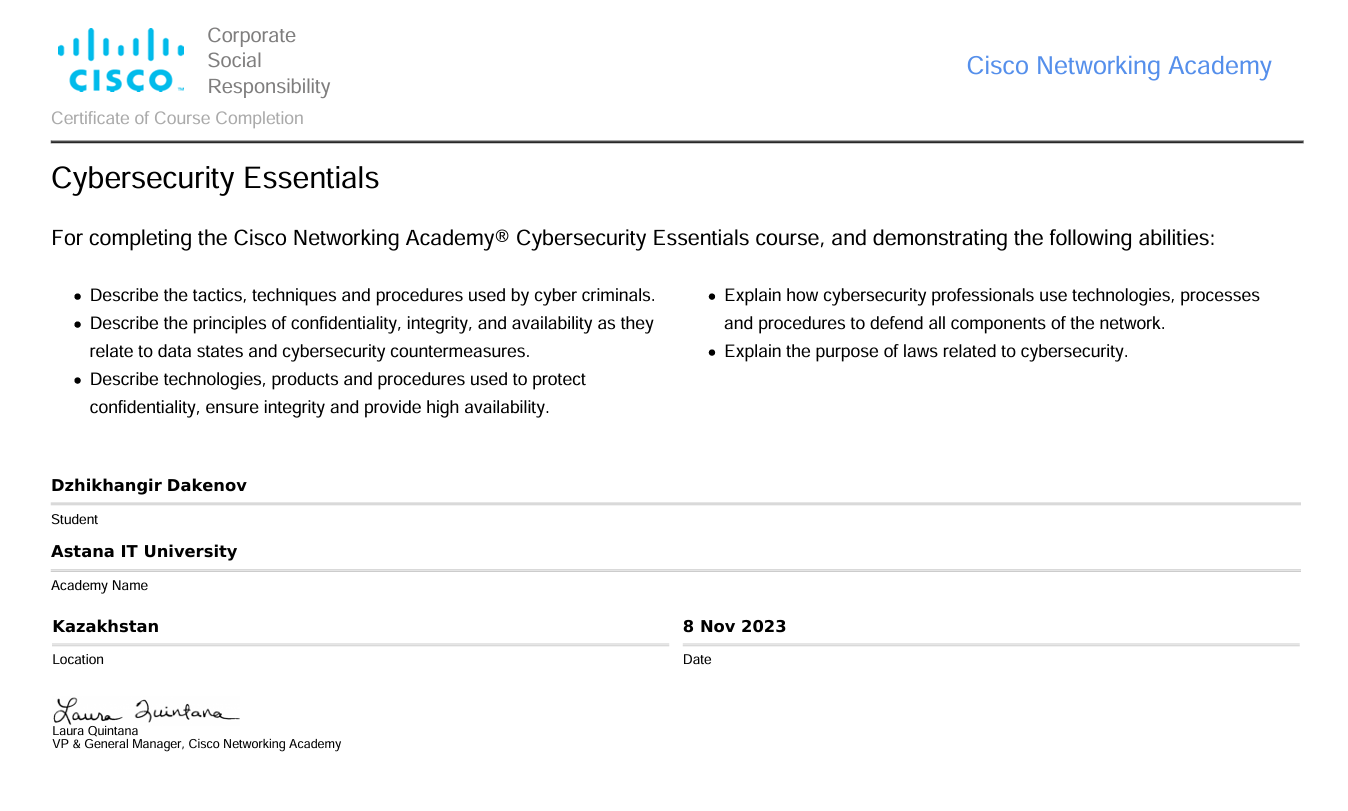 CISCO
Corporate
Social
Responsibility
Cisco Networking Academy
Certificate of Course Completion
Cybersecurity Essentials
For completing the Cisco Networking Academy® Cybersecurity Essentials course, and demonstrating the following abilities:
• Describe the tactics, techniques and procedures used by cyber criminals.
• Describe the principles of confidentiality, integrity, and availability as they
relate to data states and cybersecurity countermeasures.
• Describe technologies, products and procedures used to protect
confidentiality, ensure integrity and provide high availability.
• Explain how cybersecurity professionals use technologies, processes
and procedures to defend all components of the network.
• Explain the purpose of laws related to cybersecurity.
Dzhikhangir Dakenov
Student
Astana IT University
Academy Name
Kazakhstan
Location
8 Nov 2023
Date
Laura Quintana
Laura Quintana
VP & General Manager, Cisco Networking Academy